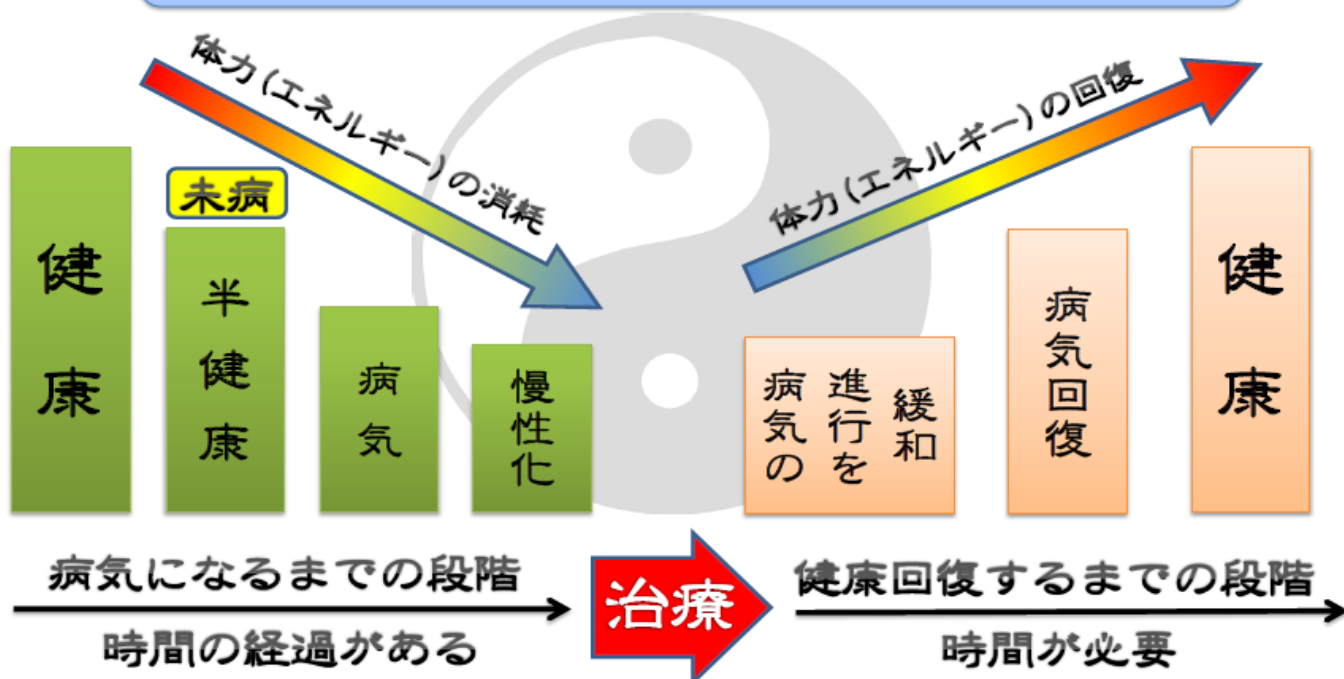 体力(エネルギー)の消耗
体力(エネルギー)の回復
健康
未病
半健康
病気
慢性化
病気の
進行を
緩和
病気回復
健康
病気になるまでの段階
時間の経過がある
治療
健康回復するまでの段階
時間が必要